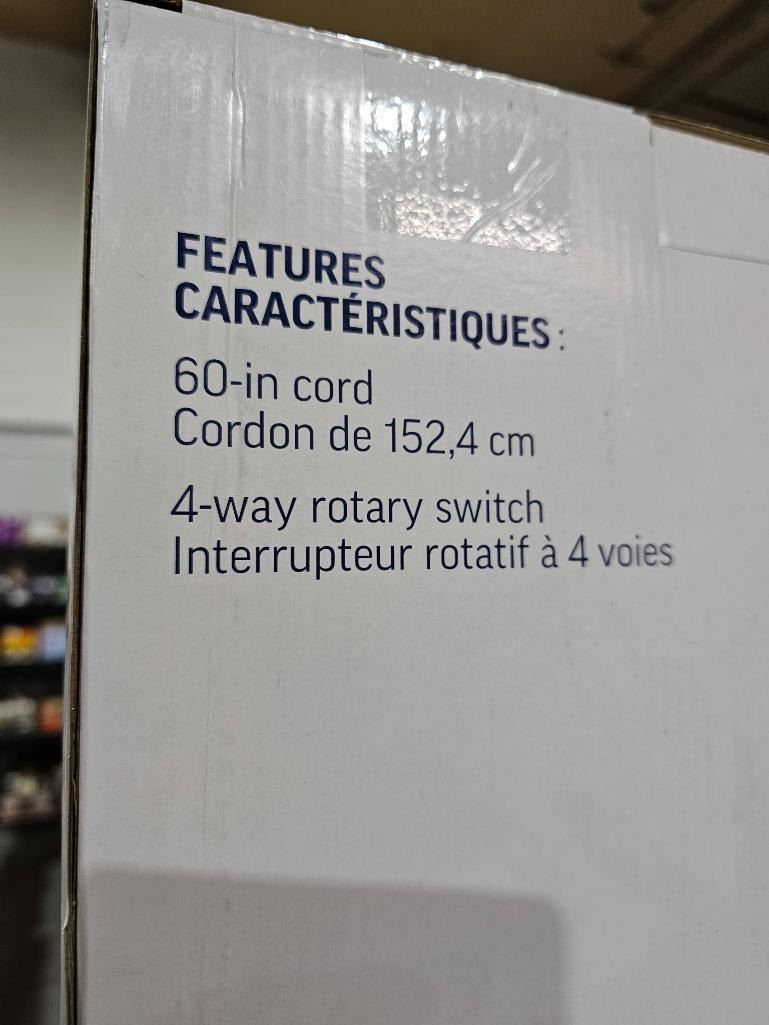 FEATURES
CARACTÉRISTIQUES :
60-in cord
Cordon de 152,4 cm
4-way rotary switch
Interrupteur rotatif à 4 voies